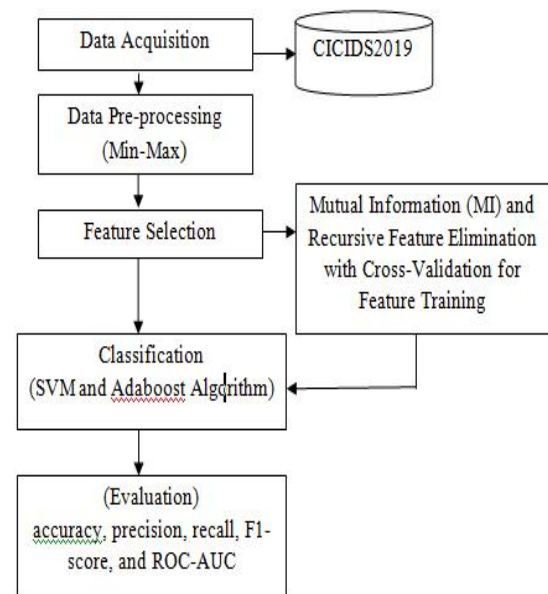 Data Acquisition
CICIDS2019
Data Pre-processing
(Min-Max)
Feature Selection
Mutual Information (MI) and
Recursive Feature Elimination
with Cross-Validation for
Feature Training
Classification
(SVM and Adaboost Algorithm)
(Evaluation)
accuracy, precision, recall, F1-
score, and ROC-AUC